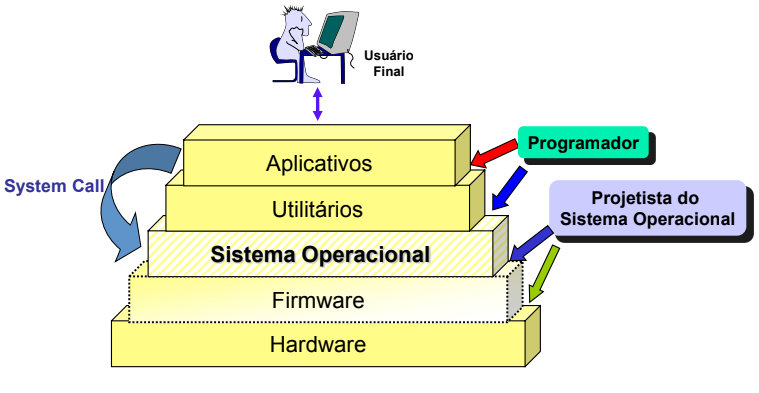 Usuário
Final
Programador
Aplicativos
System Call
Projetista do
Sistema Operacional
Utilitários
Sistema Operacional
Firmware
Hardware